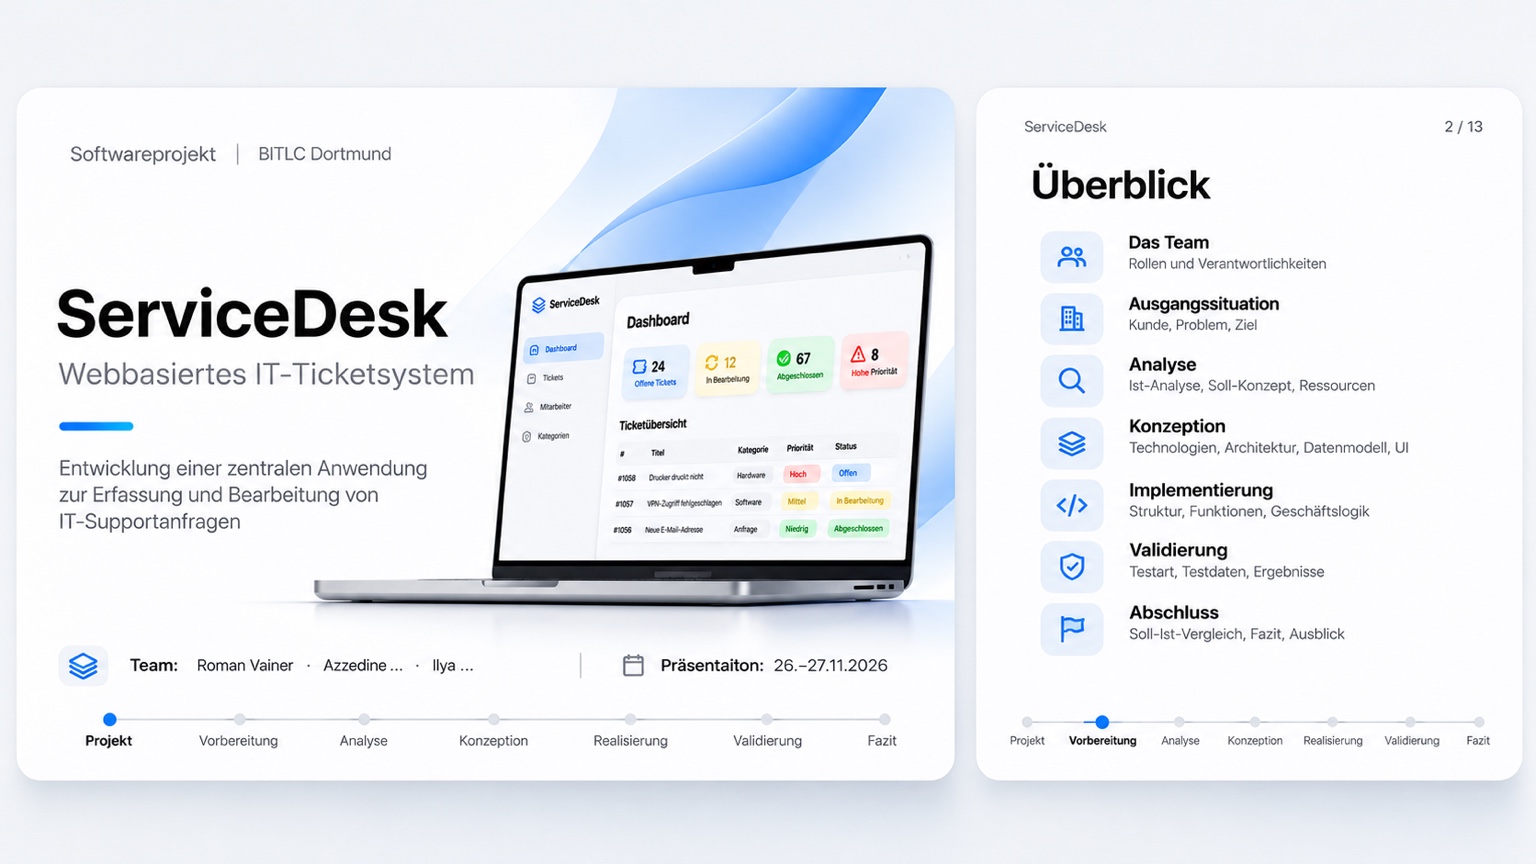 Softwareprojekt | BITLC Dortmund
ServiceDesk
Webbasiertes IT-Ticketsystem
Entwicklung einer zentralen Anwendung
zur Erfassung und Bearbeitung von
IT-Supportanfragen
ServiceDesk
Dashboard
Tickets
Mitarbeiter
Kategorien
Dashboard
24 Offene Tickets
12 In Bearbeitung
67 Abgeschlossen
8 Hohe Priorität
Ticketübersicht
# Titel Kategorie Priorität Status
#1058 Drucker druckt nicht Hardware Hoch Offen
#1057 VPN-Zugriff fehlgeschlagen Software Mittel In Bearbeitung
#1056 Neue E-Mail-Adresse Anfrage Niedrig Abgeschlossen
Team: Roman Vainer · Azzedine ... · Ilya ... | Präsentaiton: 26.–27.11.2026
Projekt Vorbereitung Analyse Konzeption Realisierung Validierung Fazit
ServiceDesk 2 / 13
Überblick
Das Team
Rollen und Verantwortlichkeiten
Ausgangssituation
Kunde, Problem, Ziel
Analyse
Ist-Analyse, Soll-Konzept, Ressourcen
Konzeption
Technologien, Architektur, Datenmodell, UI
Implementierung
Struktur, Funktionen, Geschäftslogik
Validierung
Testart, Testdaten, Ergebnisse
Abschluss
Soll-Ist-Vergleich, Fazit, Ausblick
Projekt Vorbereitung Analyse Konzeption Realisierung Validierung Fazit